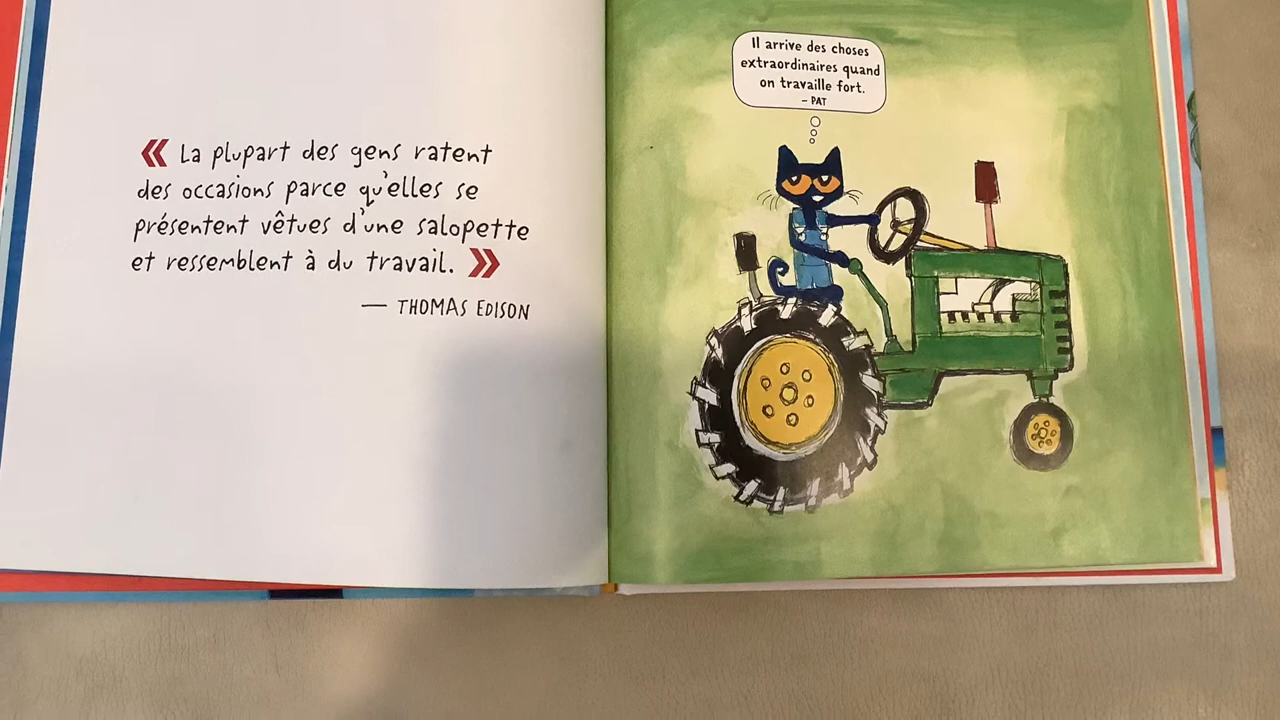 « La plupart des gens ratent
des occasions parce qu'elles se
présentent vêtues d'une salopette
et ressemblent à du travail. »
— THOMAS EDISON
Il arrive des choses
extraordinaires quand
on travaille fort.
– PAT